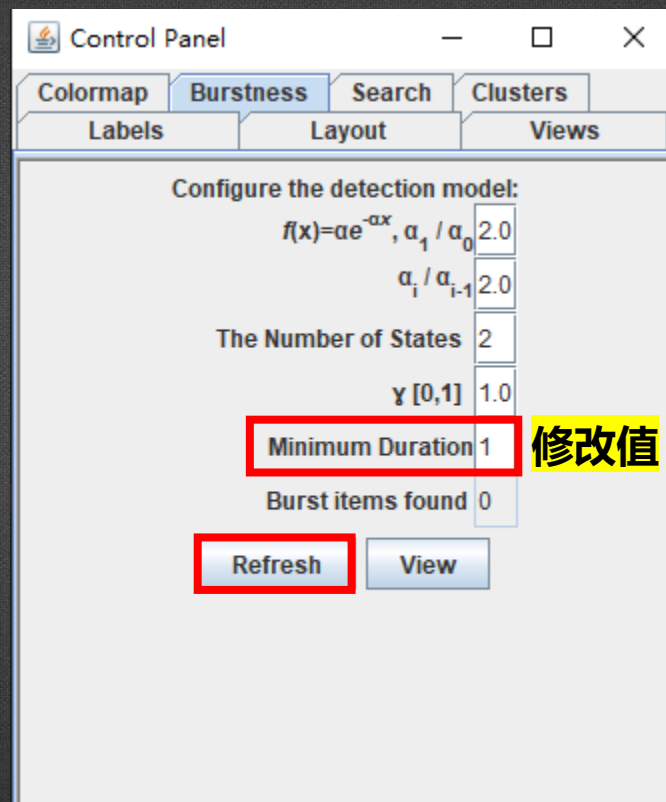 Control Panel
Colormap Burstness Search Clusters
Labels Layout Views
Configure the detection model:
f(x)=αe^-αx, α1 / α0 2.0
αi / αi-1 2.0
The Number of States 2
γ [0,1] 1.0
Minimum Duration 1 修改值
Burst items found 0
Refresh View